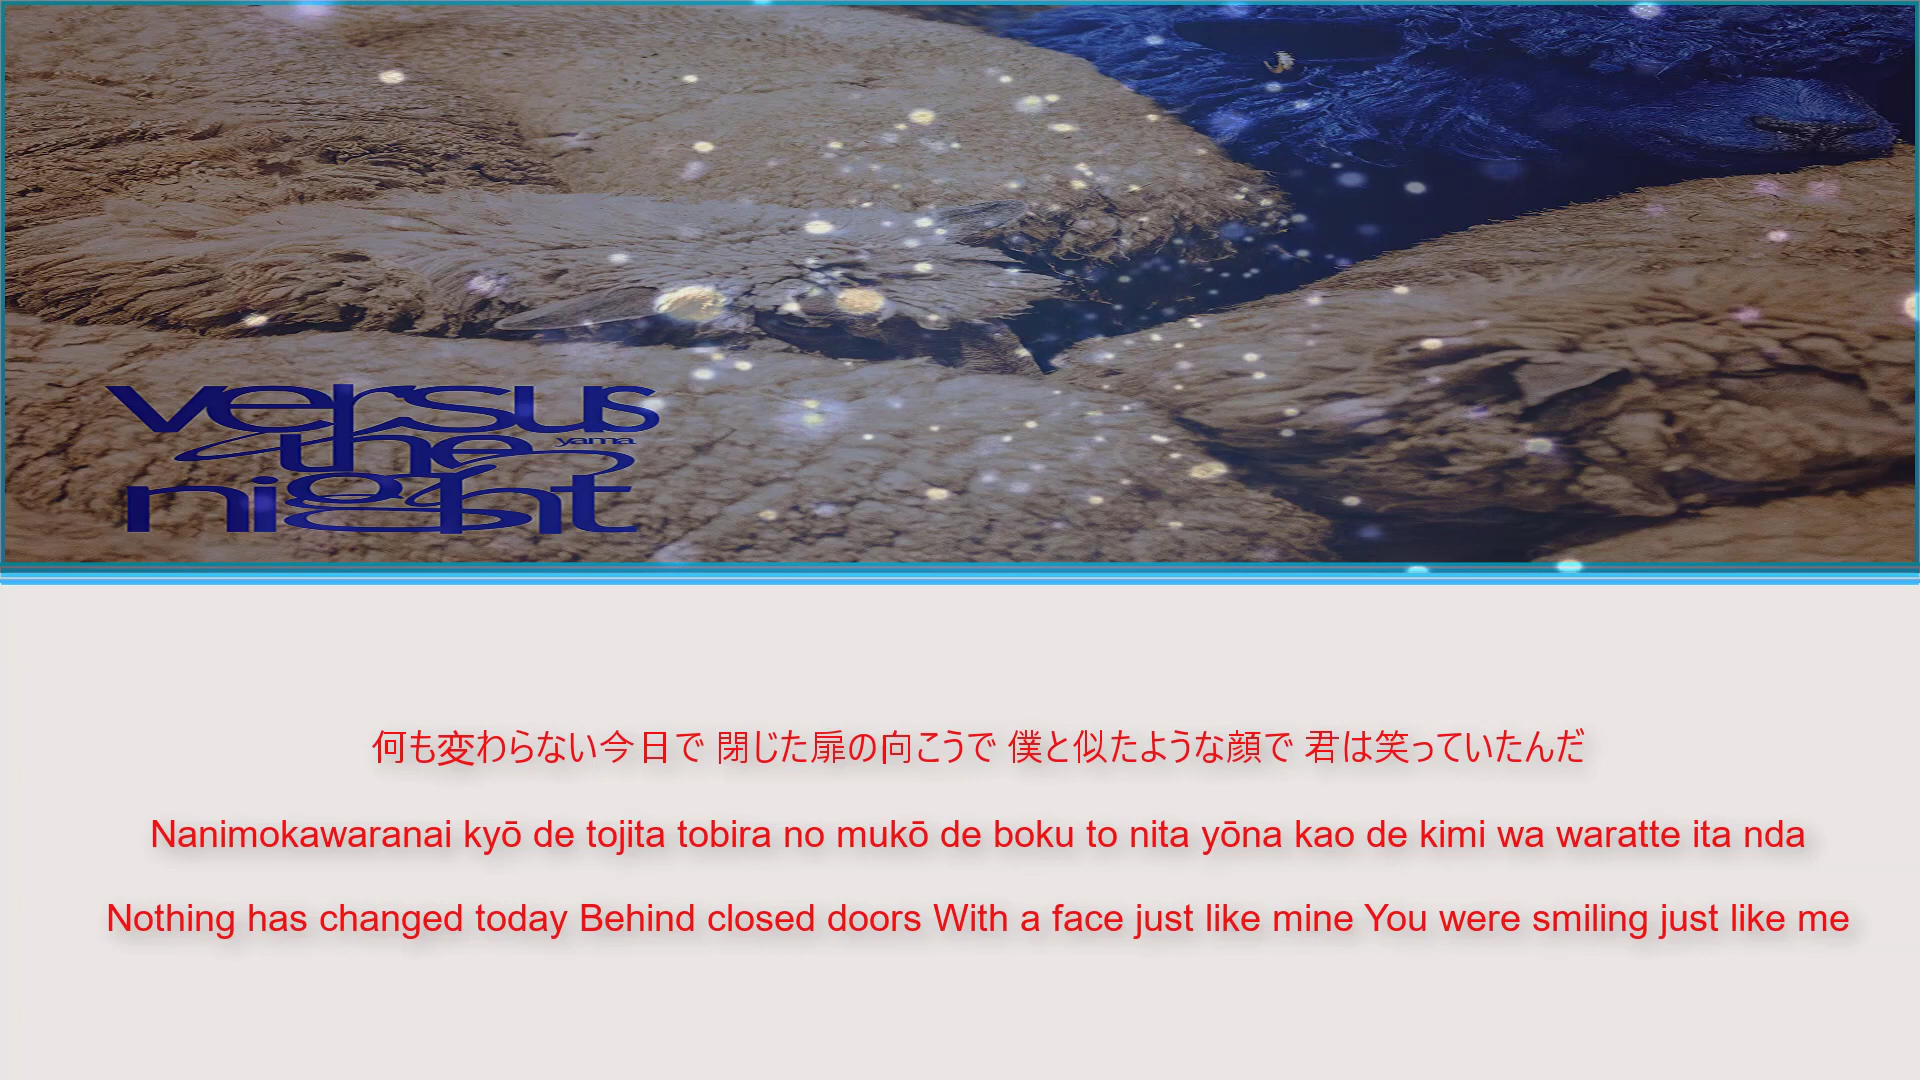 versus
the
yama
night
何も変わらない今日で 閉じた扉の向こうで 僕と似たような顔で 君は笑っていたんだ
Nanimokawaranai kyō de tojita tobira no mukō de boku to nita yōna kao de kimi wa waratte ita nda
Nothing has changed today Behind closed doors With a face just like mine You were smiling just like me